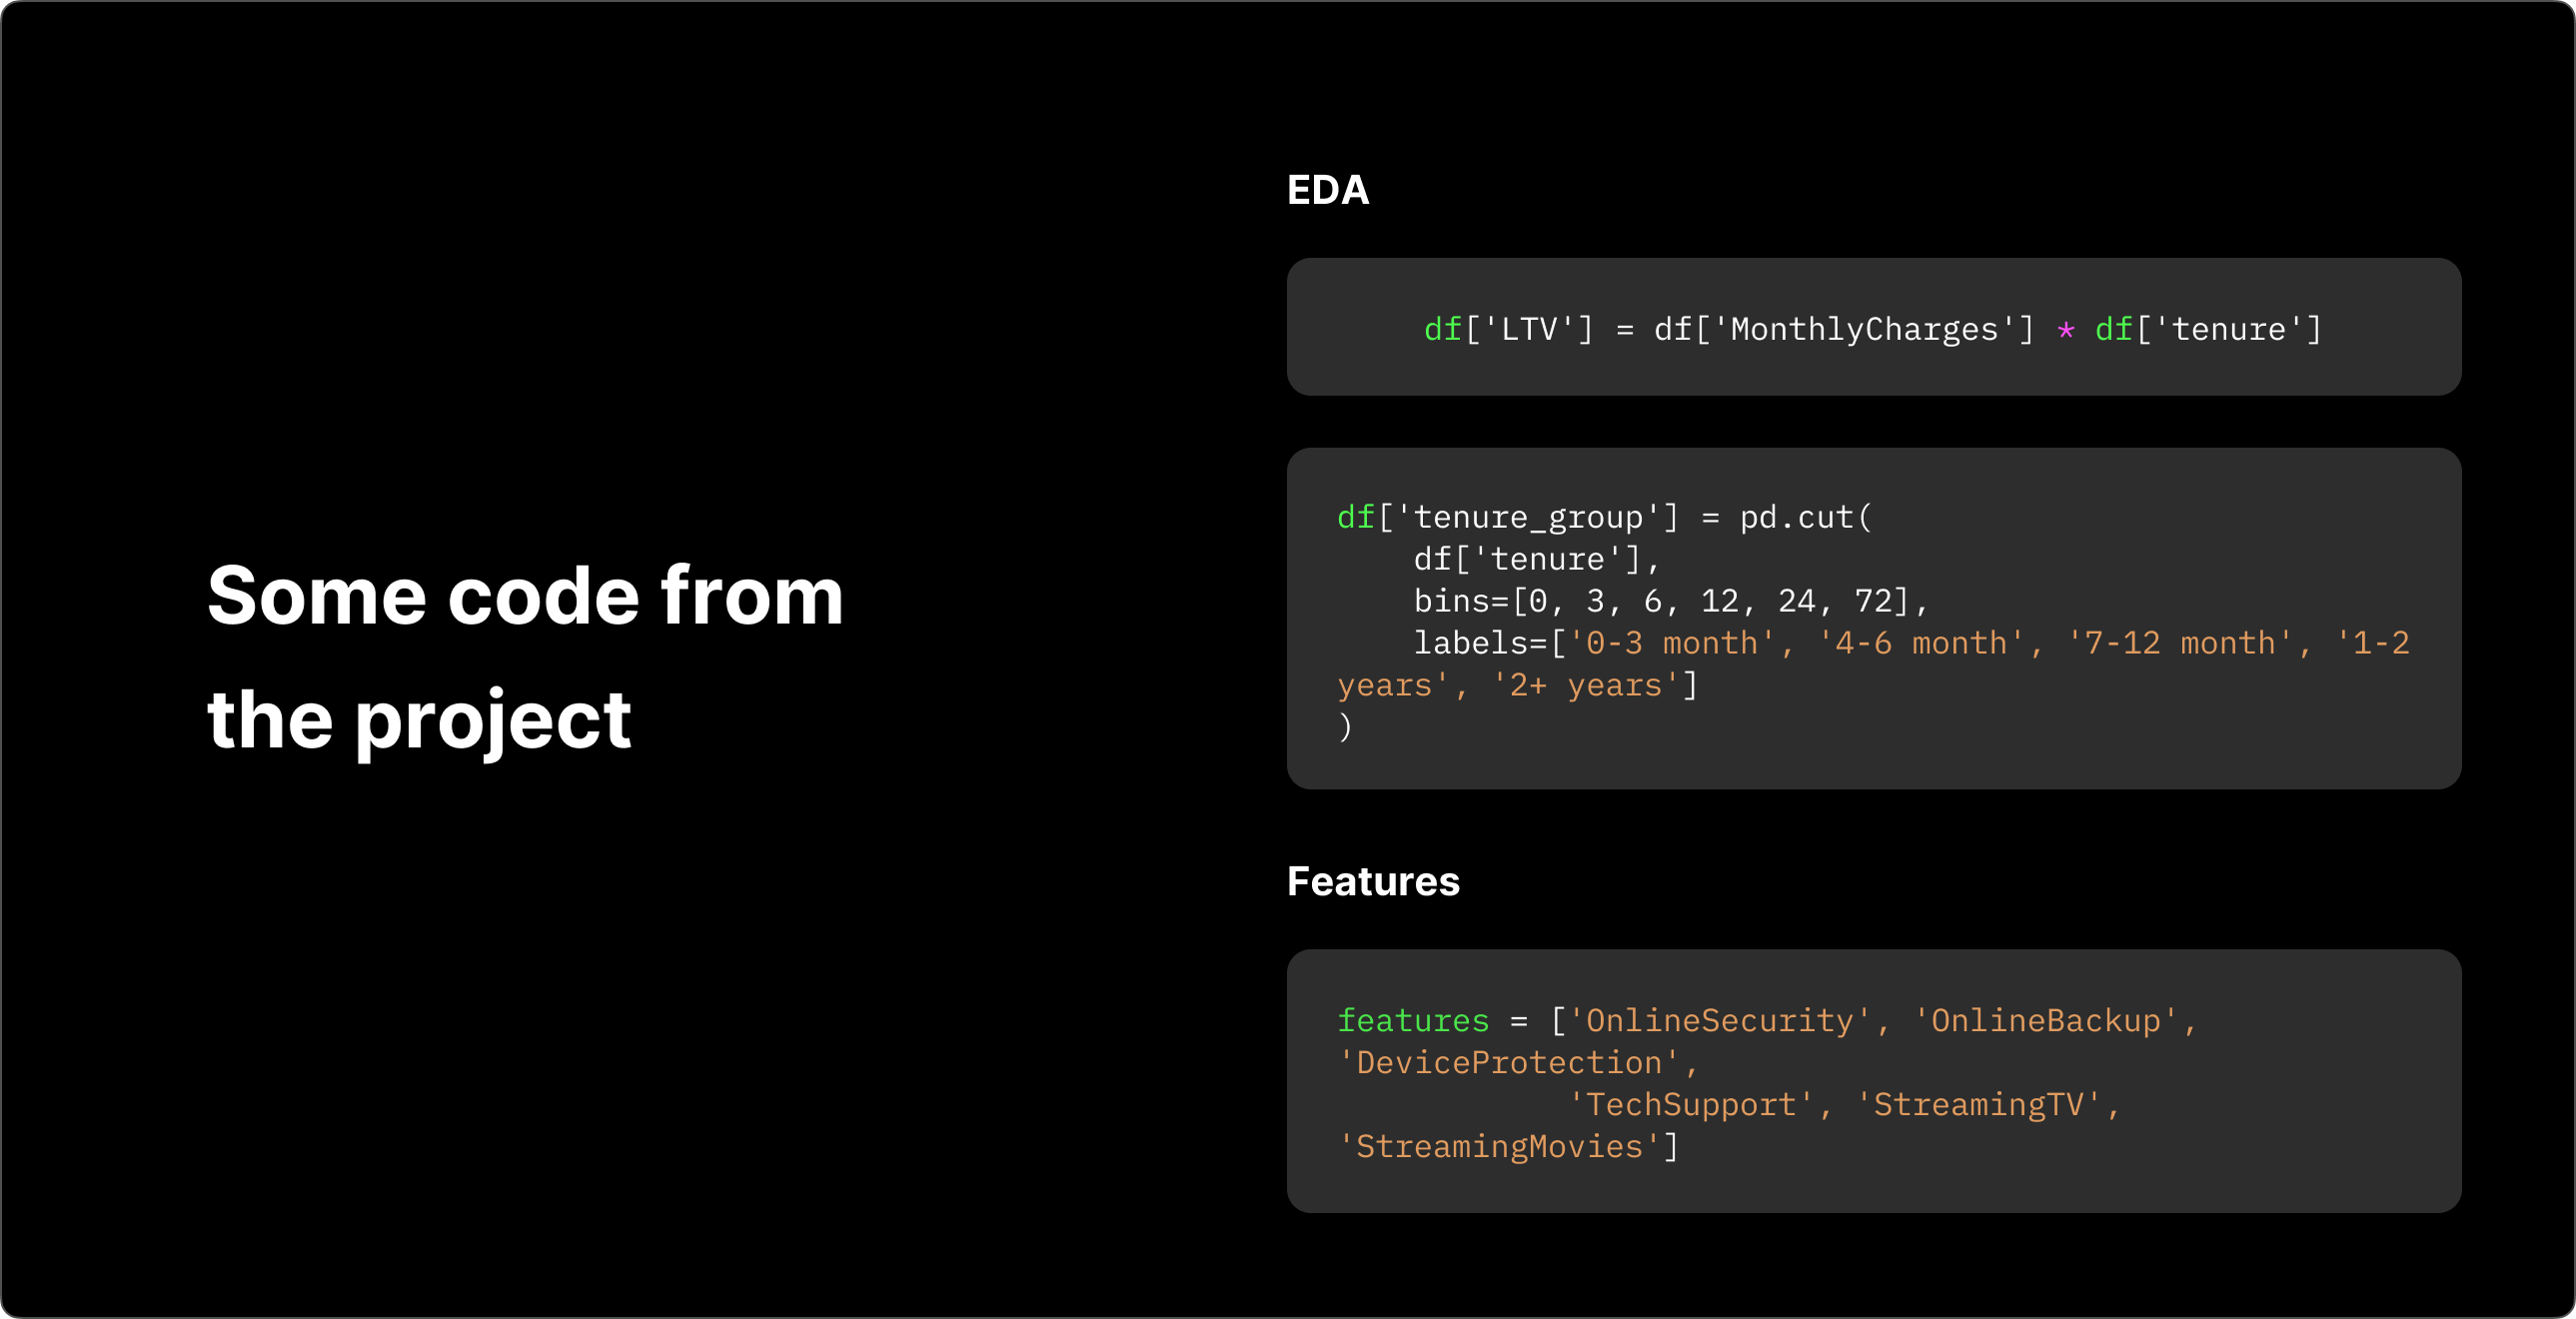 Some code from
the project
EDA
df['LTV'] = df['MonthlyCharges'] * df['tenure']
df['tenure_group'] = pd.cut(
    df['tenure'],
    bins=[0, 3, 6, 12, 24, 72],
    labels=['0-3 month', '4-6 month', '7-12 month', '1-2
years', '2+ years']
)
Features
features = ['OnlineSecurity', 'OnlineBackup',
'DeviceProtection',
            'TechSupport', 'StreamingTV',
'StreamingMovies']